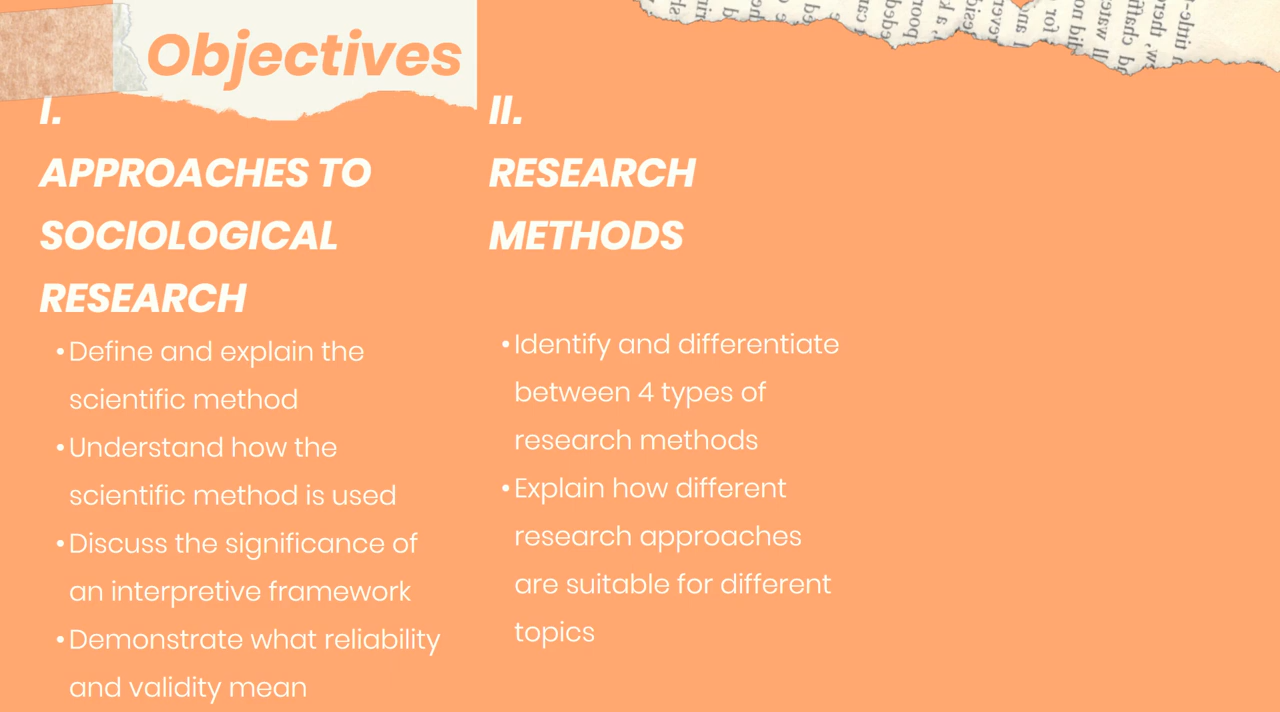 Objectives
I.
APPROACHES TO
SOCIOLOGICAL
RESEARCH
•Define and explain the
scientific method
•Understand how the
scientific method is used
•Discuss the significance of
an interpretive framework
•Demonstrate what reliability
and validity mean
II.
RESEARCH
METHODS
•Identify and differentiate
between 4 types of
research methods
•Explain how different
research approaches
are suitable for different
topics